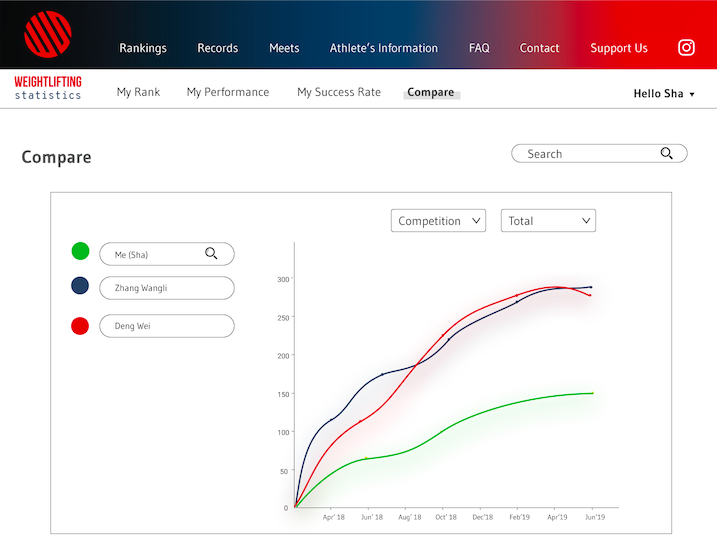 Rankings Records Meets Athlete's Information FAQ Contact Support Us
WEIGHTLIFTING
statistics
My Rank My Performance My Success Rate Compare Hello Sha
Compare
Search
Competition Total
Me (Sha)
Zhang Wangli
Deng Wei
300
250
200
150
100
50
0
Apr' 18 Jun' 18 Aug' 18 Oct' 18 Dec'18 Feb'19 Apr'19 Jun'19